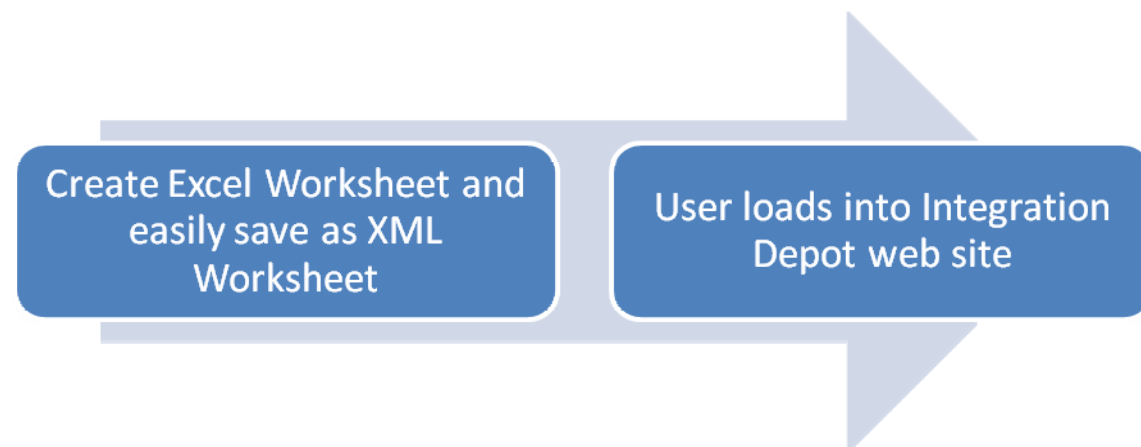 Create Excel Worksheet and
easily save as XML
Worksheet
User loads into Integration
Depot web site